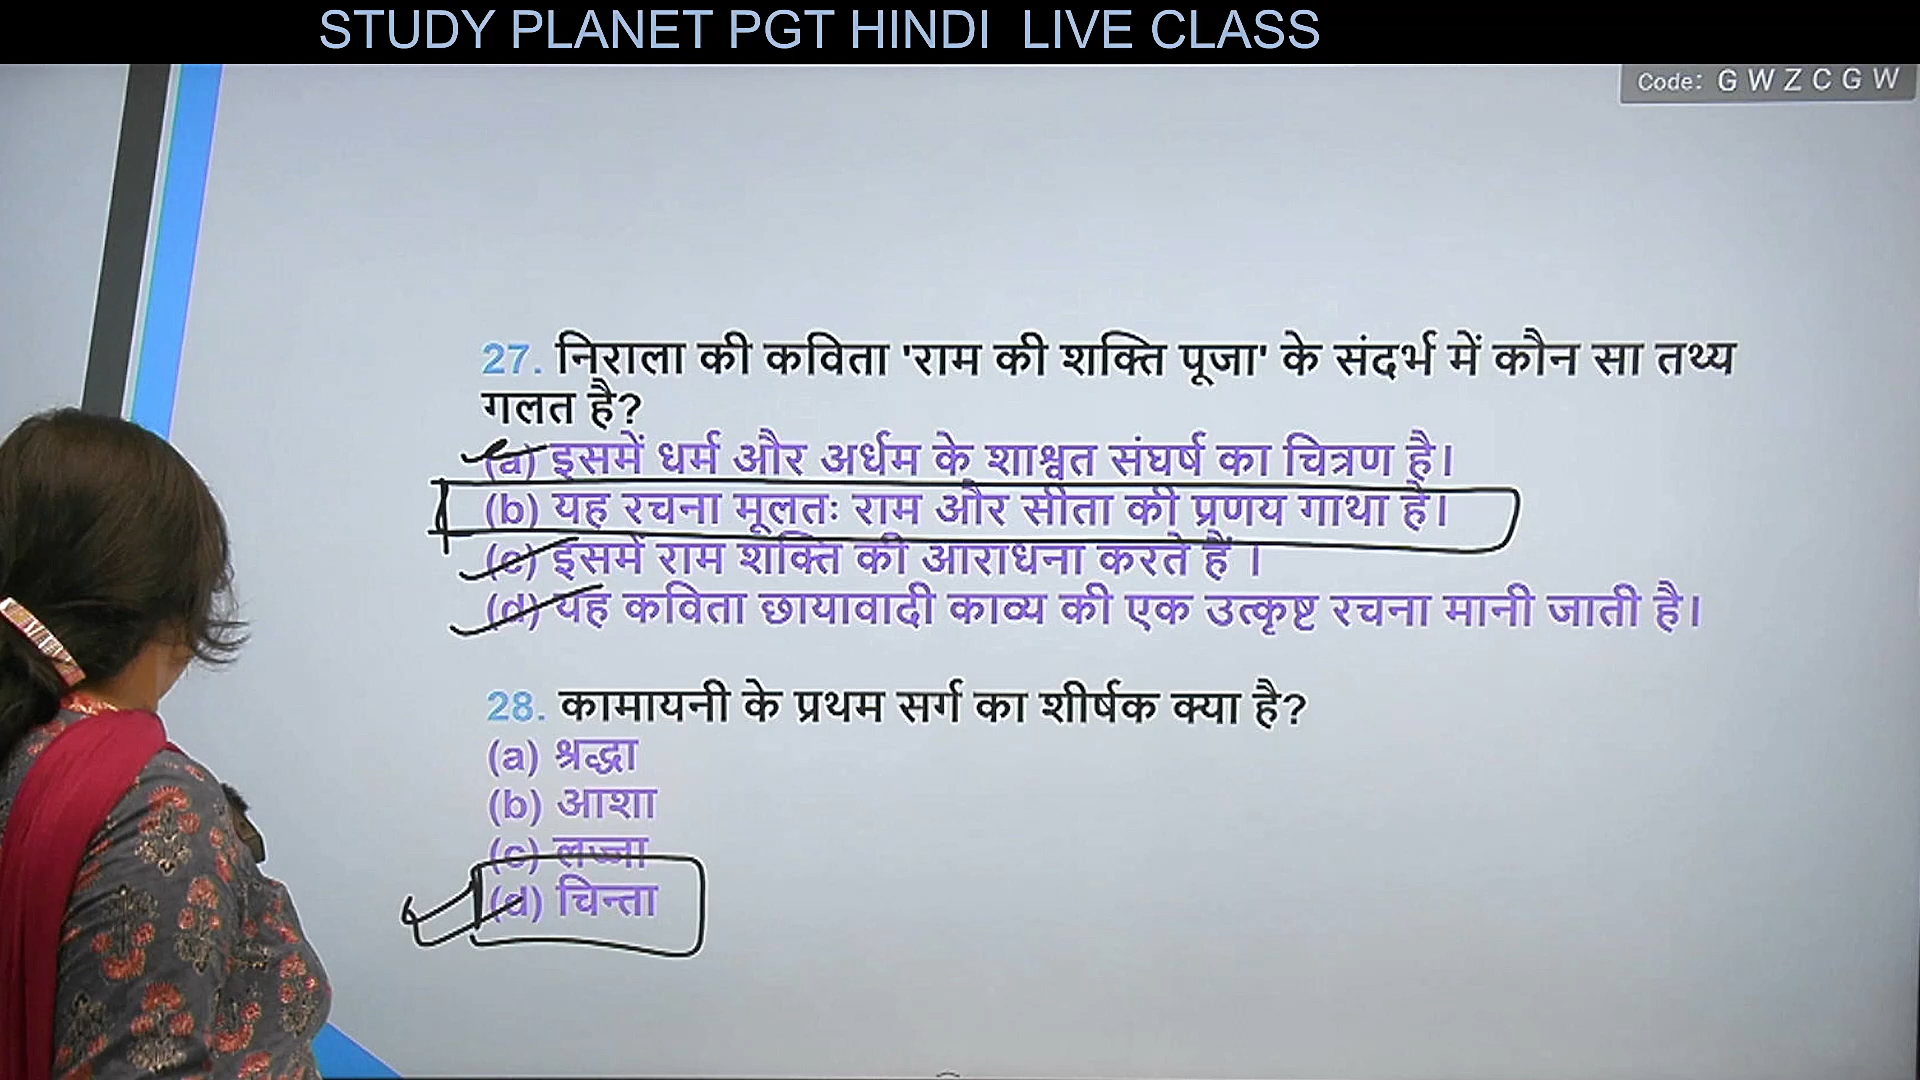 STUDY PLANET PGT HINDI LIVE CLASS
Code: G W Z C G W
27. निराला की कविता 'राम की शक्ति पूजा' के संदर्भ में कौन सा तथ्य
गलत है?
(a) इसमें धर्म और अर्धम के शाश्वत संघर्ष का चित्रण है।
(b) यह रचना मूलतः राम और सीता की प्रणय गाथा है।
(c) इसमें राम शक्ति की आराधना करते हैं ।
(d) यह कविता छायावादी काव्य की एक उत्कृष्ट रचना मानी जाती है।
28. कामायनी के प्रथम सर्ग का शीर्षक क्या है?
(a) श्रद्धा
(b) आशा
(c) लज्जा
(d) चिन्ता